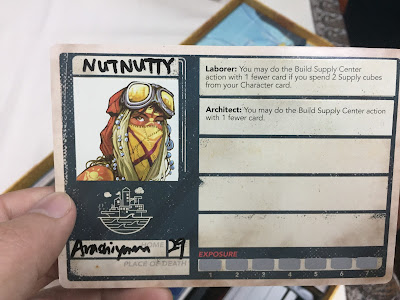 NUTNUTTY
Laborer: You may do the Build Supply Center
action with 1 fewer card if you spend 2 Supply cubes
from your Character card.
Architect: You may do the Build Supply Center action
with 1 fewer card.
29
PLACE OF DEATH
EXPOSURE
1 2 3 4 5 6 7